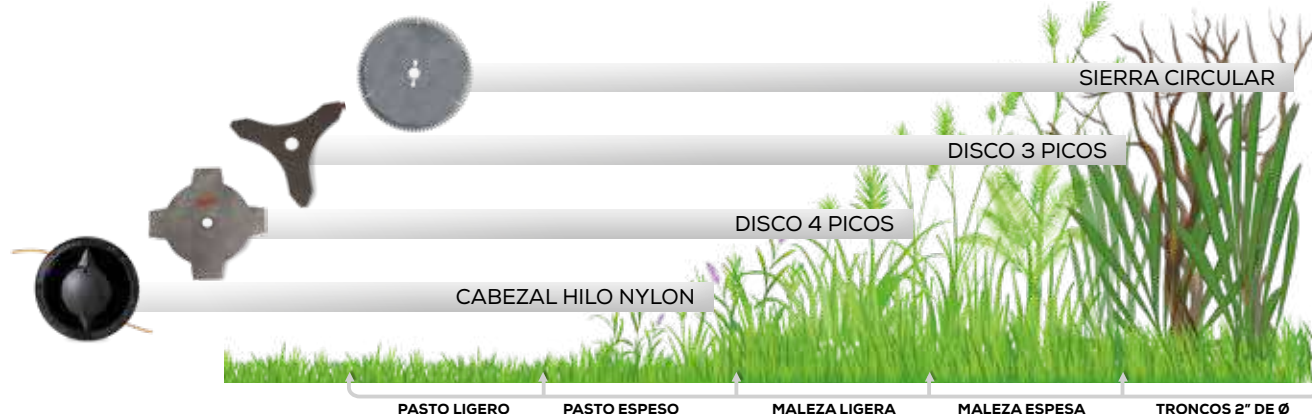 SIERRA CIRCULAR
DISCO 3 PICOS
DISCO 4 PICOS
CABEZAL HILO NYLON
PASTO LIGERO
PASTO ESPESO
MALEZA LIGERA
MALEZA ESPESA
TRONCOS 2" DE Ø